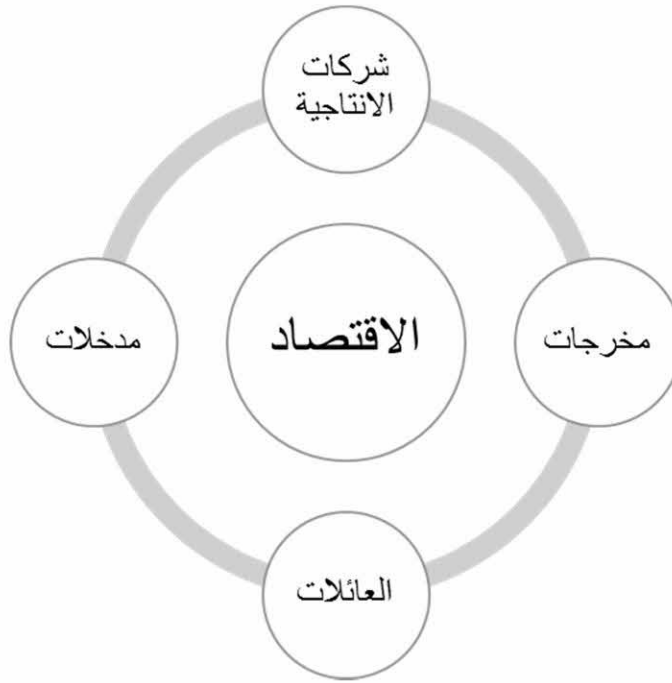 شركات
الانتاجية
مدخلات
الاقتصاد
مخرجات
العائلات